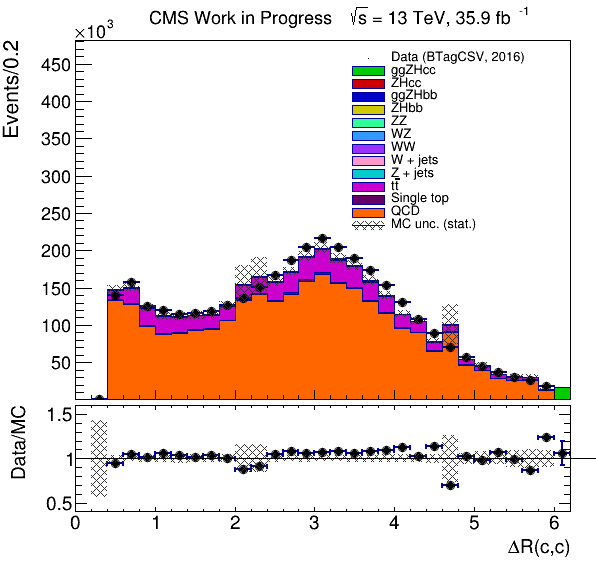 CMS Work in Progress √s = 13 TeV, 35.9 fb⁻¹
×10³
Events/0.2
450
400
350
300
250
200
150
100
50
Data (BTagCSV, 2016)
ggZHcc
ZHcc
ggZHbb
ZHbb
ZZ
WZ
WW
W + jets
Z + jets
tt̄
Single top
QCD
MC unc. (stat.)
Data/MC
1.5
1
0.5
0 1 2 3 4 5 6
ΔR(c,c)